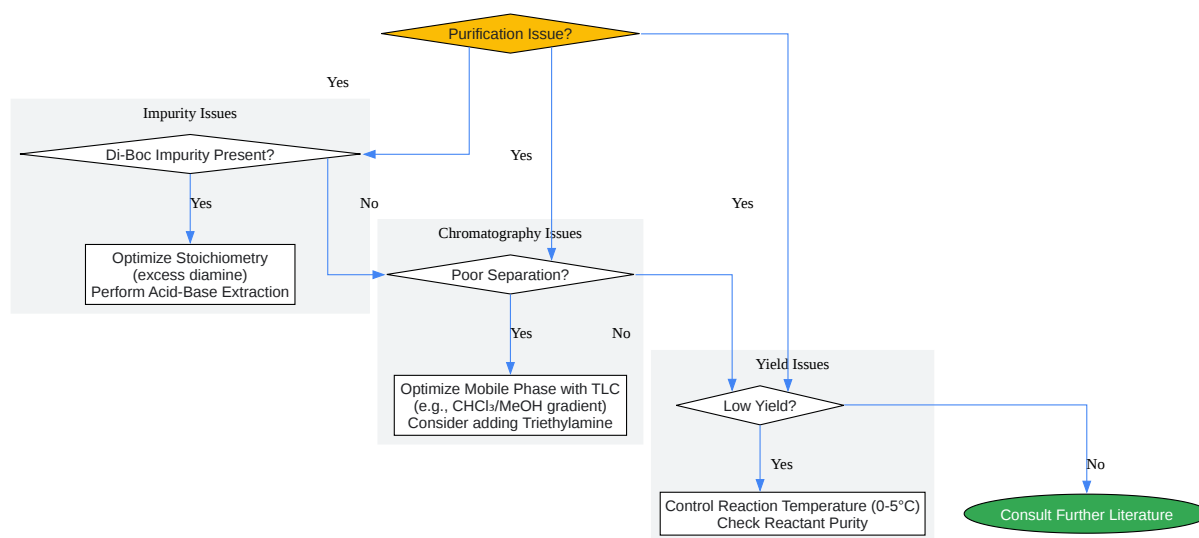 Purification Issue?
Yes
Impurity Issues
Di-Boc Impurity Present?
Yes
Yes
No
Yes
Optimize Stoichiometry
(excess diamine)
Perform Acid-Base Extraction
Chromatography Issues
Poor Separation?
Yes
No
Optimize Mobile Phase with TLC
(e.g., CHCl₃/MeOH gradient)
Consider adding Triethylamine
Yield Issues
Low Yield?
Yes
No
Control Reaction Temperature (0-5°C)
Check Reactant Purity
Consult Further Literature